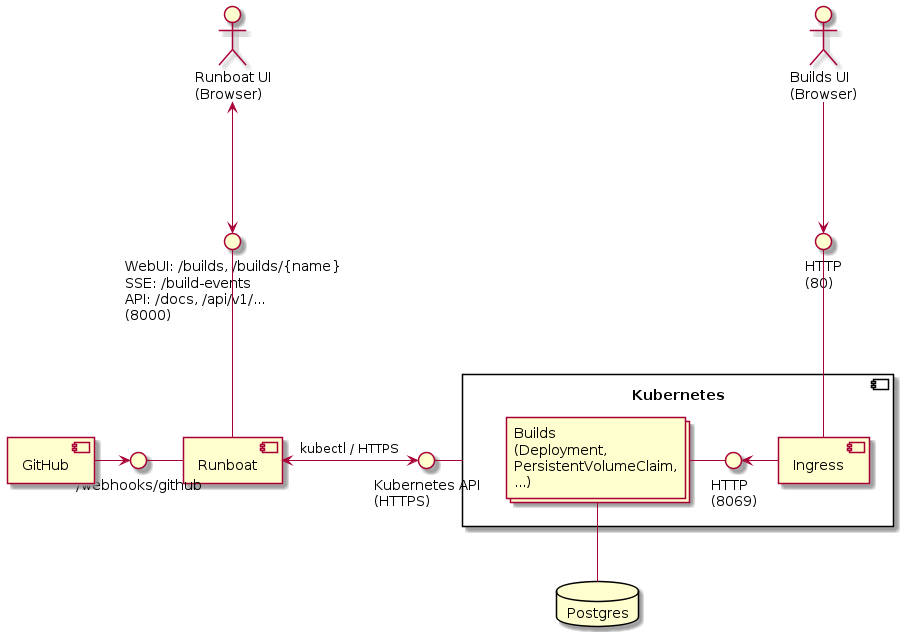 Runboat UI
(Browser)
Builds UI
(Browser)
WebUI: /builds, /builds/{name}
SSE: /build-events
API: /docs, /api/v1/...
(8000)
HTTP
(80)
Kubernetes
Builds
(Deployment,
PersistentVolumeClaim,
...)
GitHub
/webhooks/github
Runboat
kubectl / HTTPS
Kubernetes API
(HTTPS)
HTTP
(8069)
Ingress
Postgres